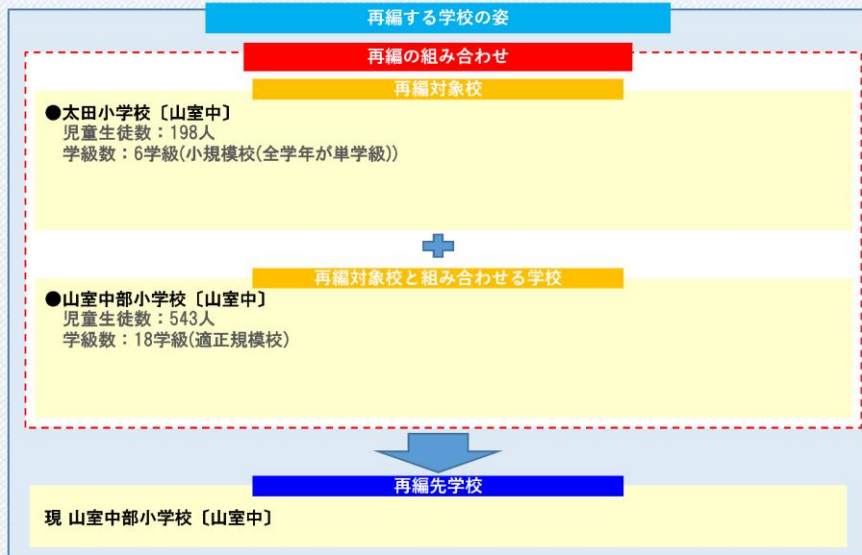 再編する学校の姿
再編の組み合わせ
再編対象校
●太田小学校〔山室中〕
児童生徒数：198人
学級数：6学級(小規模校(全学年が単学級))
再編対象校と組み合わせる学校
●山室中部小学校〔山室中〕
児童生徒数：543人
学級数：18学級(適正規模校)
再編先学校
現 山室中部小学校〔山室中〕